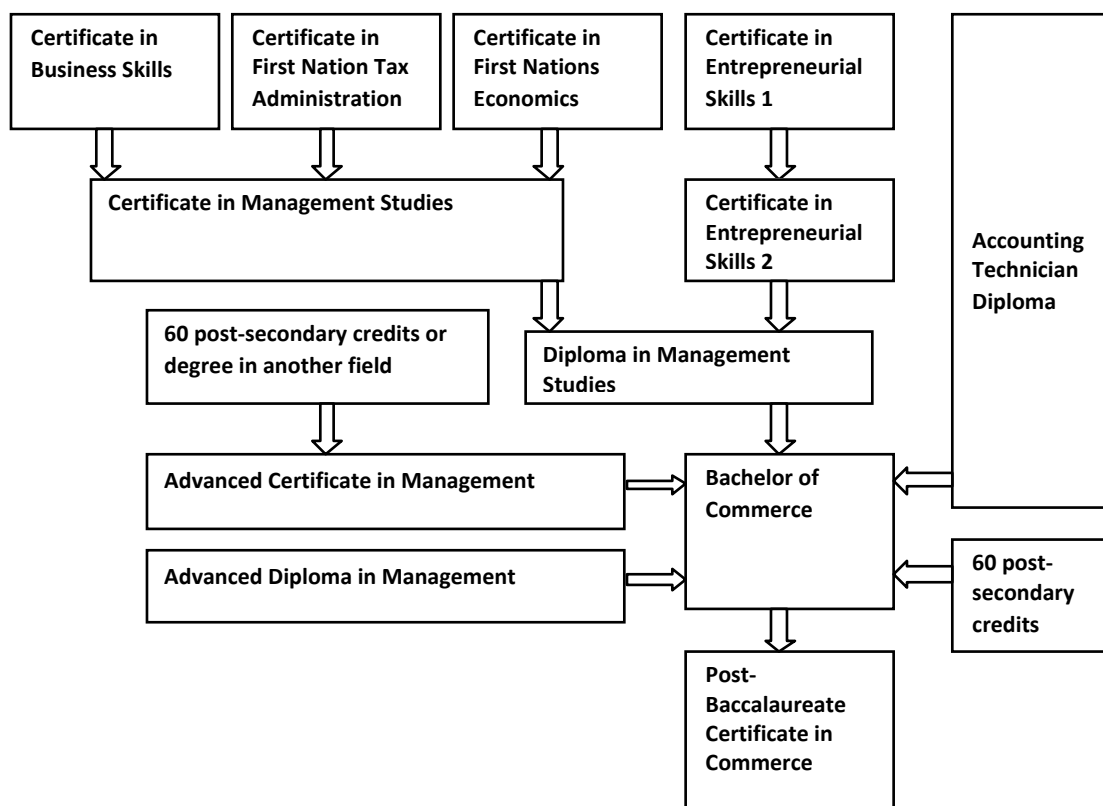 Certificate in
Business Skills
Certificate in
First Nation Tax
Administration
Certificate in
First Nations
Economics
Certificate in
Entrepreneurial
Skills 1
Certificate in Management Studies
Certificate in
Entrepreneurial
Skills 2
Accounting
Technician
Diploma
60 post-secondary credits or
degree in another field
Diploma in Management
Studies
Advanced Certificate in Management
Bachelor of
Commerce
Advanced Diploma in Management
60 post-
secondary
credits
Post-
Baccalaureate
Certificate in
Commerce